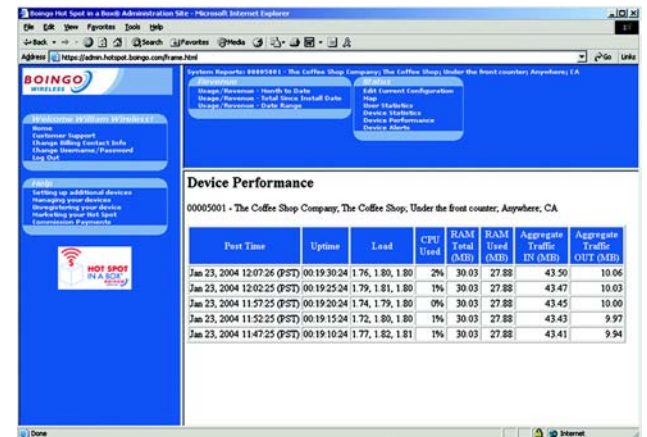 Boingo Hot Spot in a Box® Administration Site - Microsoft Internet Explorer
File Edit View Favorites Tools Help
Back Search Favorites Media
Address https://admin.hotspot.boingo.com/frame.html Go Links
BOINGO
WIRELESS
Welcome William Wireless!
Home
Customer Support
Change Billing Contact Info
Change Username/Password
Log Out
Help
Setting up additional devices
Managing your devices
Unregistering your device
Marketing your Hot Spot
Commission Payments
HOT SPOT
IN A BOX
System Reports: 00005001 - The Coffee Shop Company; The Coffee Shop; Under the front counter; Anywhere; CA
Revenue
Usage/Revenue - Month to Date
Usage/Revenue - Total Since Install Date
Usage/Revenue - Date Range
Status
Edit Current Configuration
Map
User Statistics
Device Statistics
Device Performance
Device Alerts
Device Performance
00005001 - The Coffee Shop Company, The Coffee Shop; Under the front counter; Anywhere; CA
Post Time Uptime Load CPU Used RAM Total (MB) RAM Used (MB) Aggregate Traffic IN (MB) Aggregate Traffic OUT (MB)
Jan 23, 2004 12:07:26 (PST) 00:19:30:24 1.76, 1.80, 1.80 2% 30.03 27.88 43.50 10.06
Jan 23, 2004 12:02:25 (PST) 00:19:25:24 1.79, 1.81, 1.80 1% 30.03 27.88 43.47 10.03
Jan 23, 2004 11:57:25 (PST) 00:19:20:24 1.74, 1.79, 1.80 0% 30.03 27.88 43.45 10.00
Jan 23, 2004 11:52:25 (PST) 00:19:15:24 1.72, 1.80, 1.80 1% 30.03 27.88 43.43 9.97
Jan 23, 2004 11:47:25 (PST) 00:19:10:24 1.77, 1.82, 1.81 1% 30.03 27.88 43.41 9.94
Done Internet